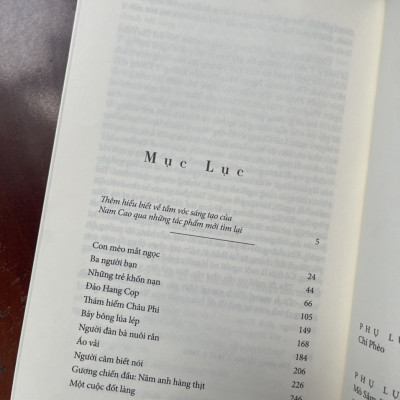 Mục Lục
Thêm hiểu biết về tầm vóc sáng tạo của
Nam Cao qua những tác phẩm mới tìm lại 5
Con mèo mắt ngọc 24
Ba người bạn 44
Những trẻ khốn nạn 66
Đảo Hang Cọp 105
Thám hiểm Châu Phi 149
Bảy bông lúa lép 168
Người đàn bà nuôi rắn 184
Áo vải 206
Người câm biết nói 226
Gương chiến đấu: Năm anh hàng thịt 246
Một cuộc đốt làng
PHỤ
Chí Phèo
PHỤ